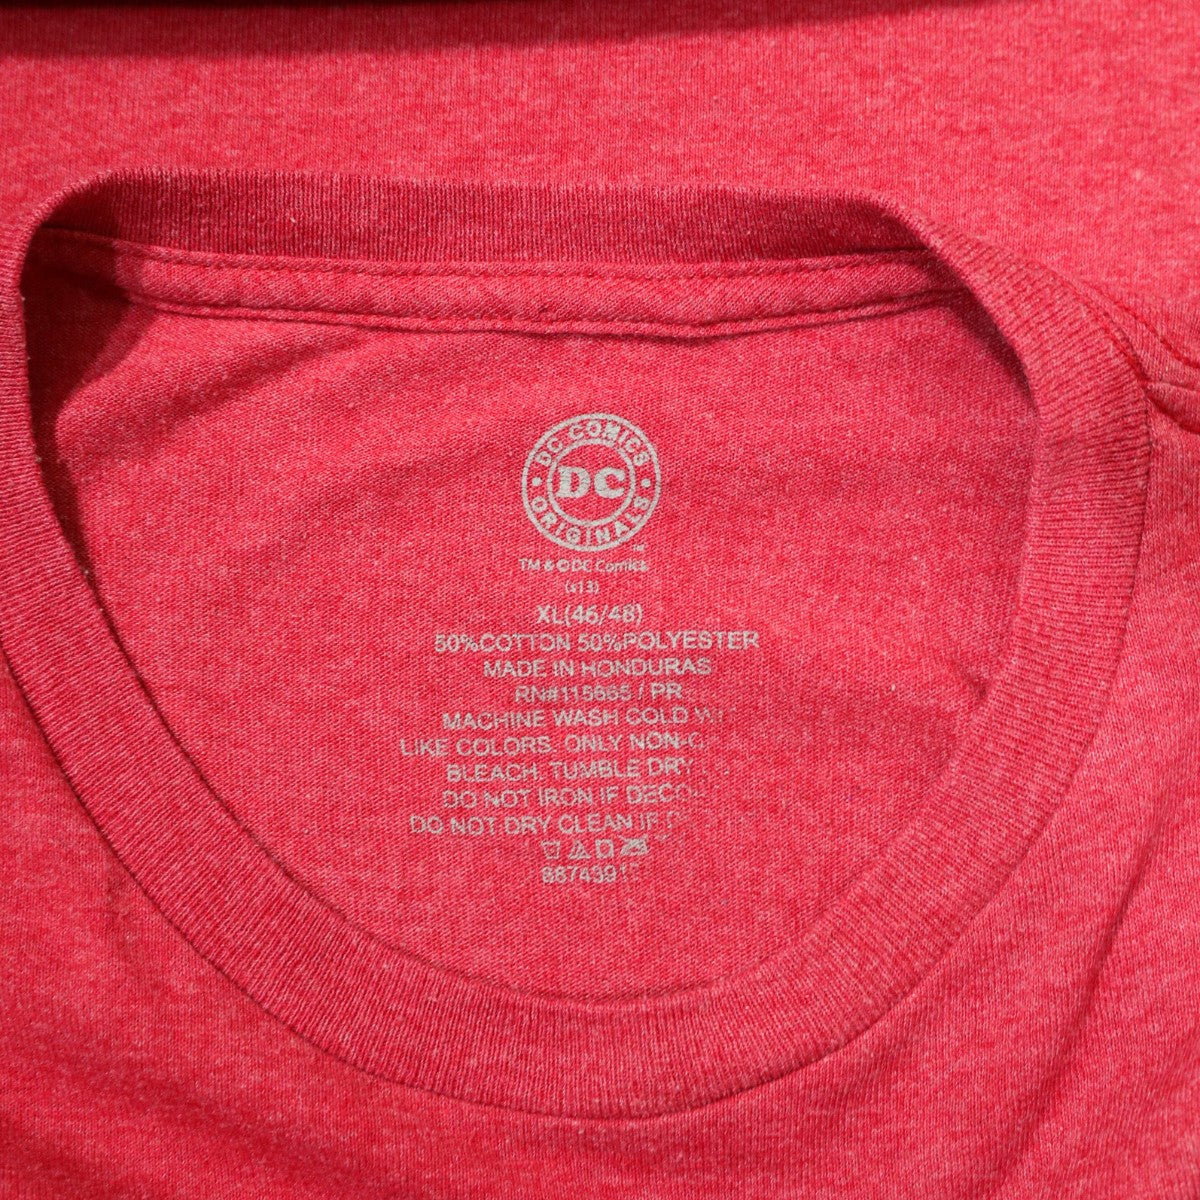 DC COMICS
DC
ORIGINALS
TM & © DC Comics
(s13)
XL(46/48)
50%COTTON 50%POLYESTER
MADE IN HONDURAS
RN#115665 / PR
MACHINE WASH COLD
LIKE COLORS. ONLY NON-
BLEACH. TUMBLE DRY
DO NOT IRON IF
DO NOT DRY CLEAN IF